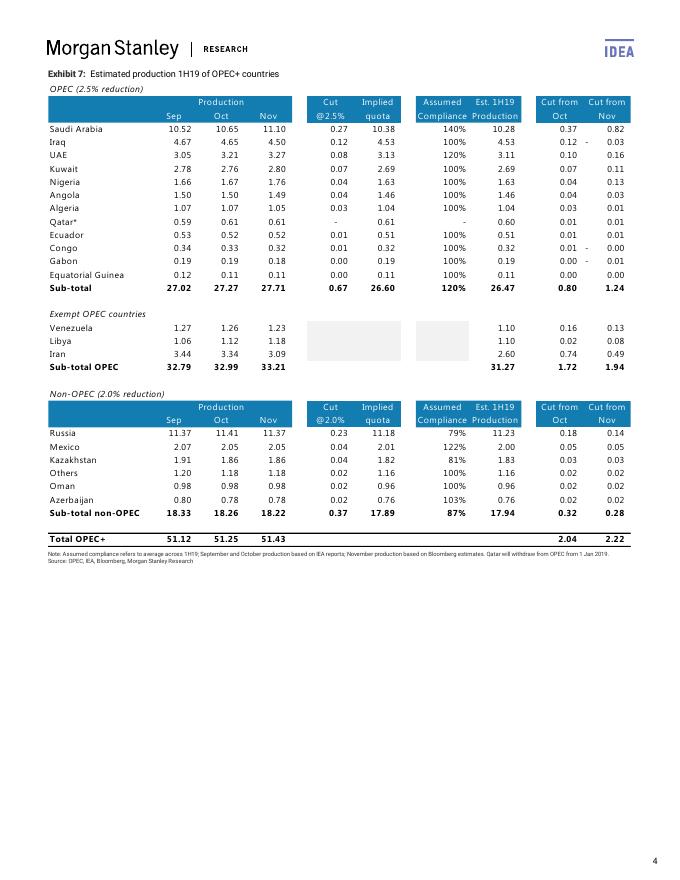 Morgan Stanley | RESEARCH
IDEA
Exhibit 7: Estimated production 1H19 of OPEC+ countries
OPEC (2.5% reduction)
Production Cut Implied Assumed Est. 1H19 Cut from Cut from
Sep Oct Nov @2.5% quota Compliance Production Oct Nov
Saudi Arabia 10.52 10.65 11.10 0.27 10.38 140% 10.28 0.37 0.82
Iraq 4.67 4.65 4.50 0.12 4.53 100% 4.53 0.12 - 0.03
UAE 3.05 3.21 3.27 0.08 3.13 120% 3.11 0.10 0.16
Kuwait 2.78 2.76 2.80 0.07 2.69 100% 2.69 0.07 0.11
Nigeria 1.66 1.67 1.76 0.04 1.63 100% 1.63 0.04 0.13
Angola 1.50 1.50 1.49 0.04 1.46 100% 1.46 0.04 0.03
Algeria 1.07 1.07 1.05 0.03 1.04 100% 1.04 0.03 0.01
Qatar* 0.59 0.61 0.61 - 0.61 - 0.60 0.01 0.01
Ecuador 0.53 0.52 0.52 0.01 0.51 100% 0.51 0.01 0.01
Congo 0.34 0.33 0.32 0.01 0.32 100% 0.32 0.01 - 0.00
Gabon 0.19 0.19 0.18 0.00 0.19 100% 0.19 0.00 - 0.01
Equatorial Guinea 0.12 0.11 0.11 0.00 0.11 100% 0.11 0.00 0.00
Sub-total 27.02 27.27 27.71 0.67 26.60 120% 26.47 0.80 1.24
Exempt OPEC countries
Venezuela 1.27 1.26 1.23 1.10 0.16 0.13
Libya 1.06 1.12 1.18 1.10 0.02 0.08
Iran 3.44 3.34 3.09 2.60 0.74 0.49
Sub-total OPEC 32.79 32.99 33.21 31.27 1.72 1.94
Non-OPEC (2.0% reduction)
Production Cut Implied Assumed Est. 1H19 Cut from Cut from
Sep Oct Nov @2.0% quota Compliance Production Oct Nov
Russia 11.37 11.41 11.37 0.23 11.18 79% 11.23 0.18 0.14
Mexico 2.07 2.05 2.05 0.04 2.01 122% 2.00 0.05 0.05
Kazakhstan 1.91 1.86 1.86 0.04 1.82 81% 1.83 0.03 0.03
Others 1.20 1.18 1.18 0.02 1.16 100% 1.16 0.02 0.02
Oman 0.98 0.98 0.98 0.02 0.96 100% 0.96 0.02 0.02
Azerbaijan 0.80 0.78 0.78 0.02 0.76 103% 0.76 0.02 0.02
Sub-total non-OPEC 18.33 18.26 18.22 0.37 17.89 87% 17.94 0.32 0.28
Total OPEC+ 51.12 51.25 51.43 2.04 2.22
Note: Assumed compliance refers to average across 1H19; September and October production based on IEA reports; November production based on Bloomberg estimates. Qatar will withdraw from OPEC from 1 Jan 2019.
Source: OPEC, IEA, Bloomberg, Morgan Stanley Research
4